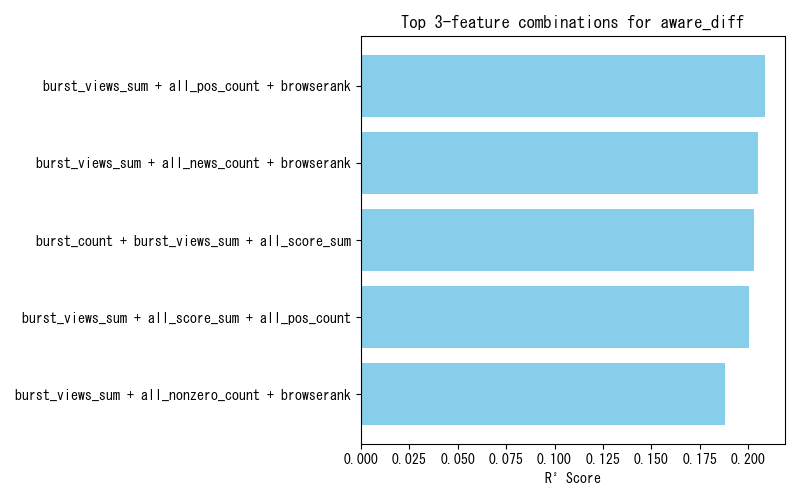 Top 3-feature combinations for aware_diff
burst_views_sum + all_pos_count + browserank
burst_views_sum + all_news_count + browserank
burst_count + burst_views_sum + all_score_sum
burst_views_sum + all_score_sum + all_pos_count
burst_views_sum + all_nonzero_count + browserank
0.000 0.025 0.050 0.075 0.100 0.125 0.150 0.175 0.200
R² Score